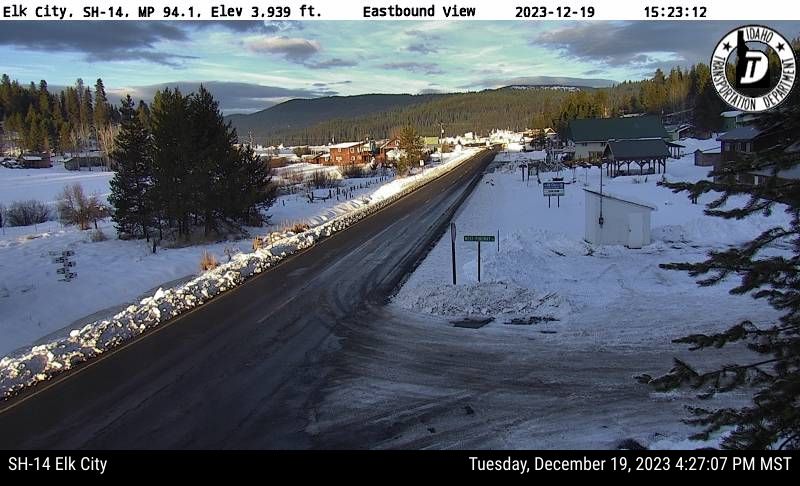 Elk City, SH-14, MP 94.1, Elev 3,939 ft. Eastbound View 2023-12-19 15:23:12
IDAHO
TRANSPORTATION DEPARTMENT
SH-14 Elk City Tuesday, December 19, 2023 4:27:07 PM MST